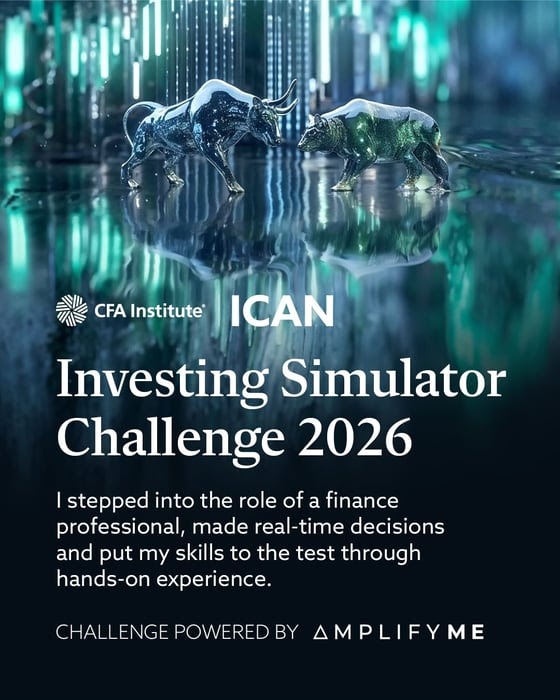 CFA Institute® ICAN
Investing Simulator
Challenge 2026
I stepped into the role of a finance
professional, made real-time decisions
and put my skills to the test through
hands-on experience.
CHALLENGE POWERED BY AMPLIFYME